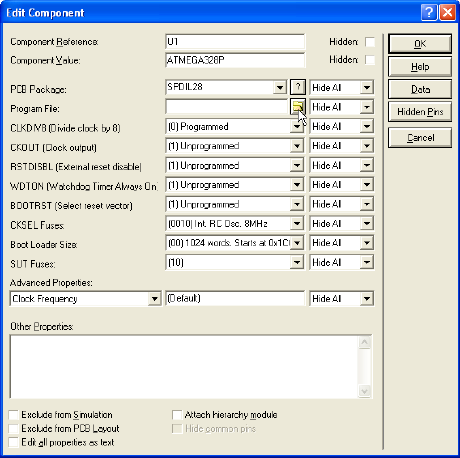 Edit Component
Component Reference: U1 Hidden:
Component Value: ATMEGA328P Hidden:
PCB Package: SPDIL28 ? Hide All
Program File: Hide All
CLKDIV8 (Divide clock by 8) (0) Programmed Hide All
CKOUT (Clock output) (1) Unprogrammed Hide All
RSTDISBL (External reset disable) (1) Unprogrammed Hide All
WDTON (Watchdog Timer Always On) (1) Unprogrammed Hide All
BOOTRST (Select reset vector) (1) Unprogrammed Hide All
CKSEL Fuses: (0010) Int. RC Osc. 8MHz Hide All
Boot Loader Size: (00) 1024 words. Starts at 0x1C Hide All
SUT Fuses: (10) Hide All
Advanced Properties:
Clock Frequency (Default) Hide All
Other Properties:
Exclude from Simulation Attach hierarchy module
Exclude from PCB Layout Hide common pins
Edit all properties as text
OK
Help
Data
Hidden Pins
Cancel